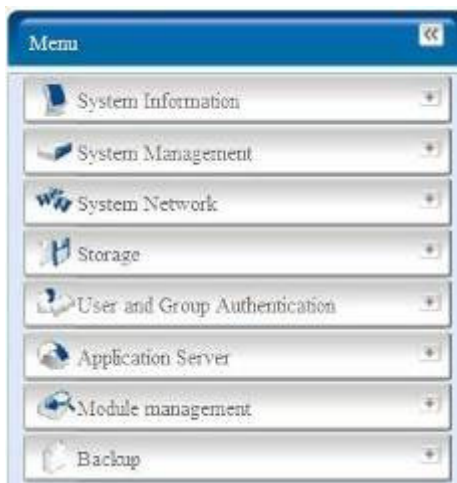 Menu
System Information
System Management
System Network
Storage
User and Group Authentication
Application Server
Module management
Backup